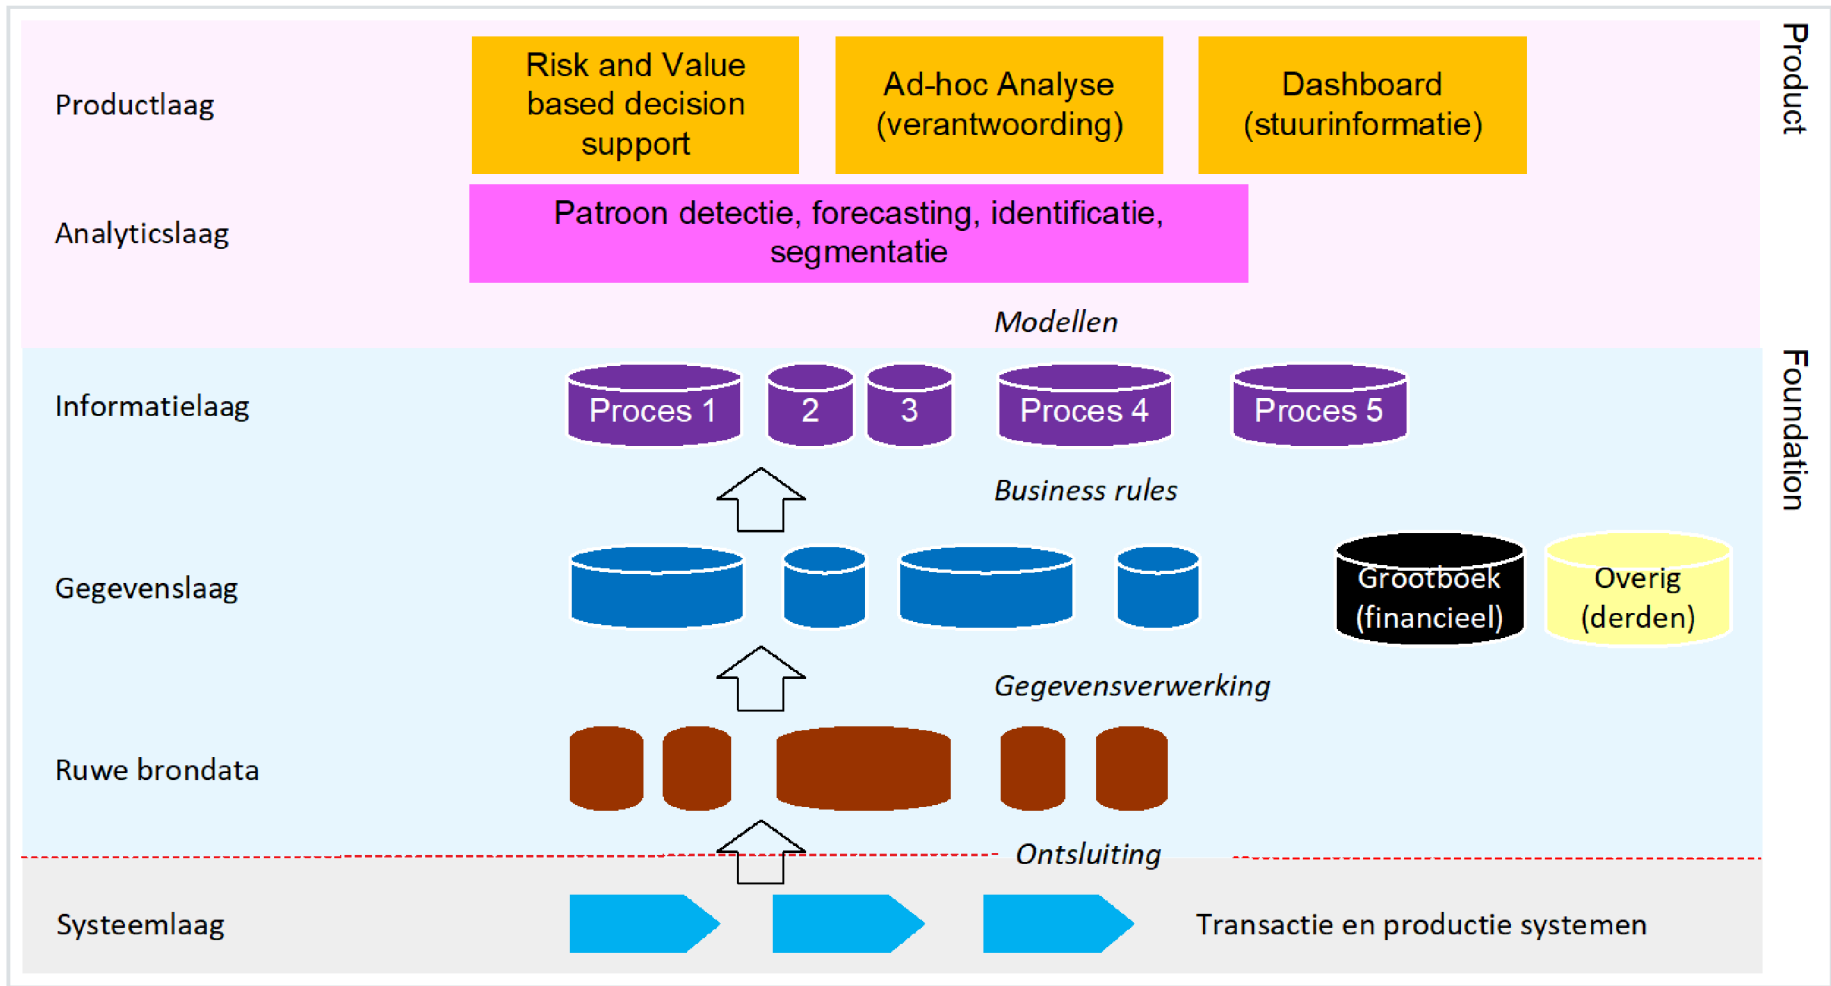 Product
Productlaag
Risk and Value
based decision
support
Ad-hoc Analyse
(verantwoording)
Dashboard
(stuurinformatie)
Analyticslaag
Patroon detectie, forecasting, identificatie,
segmentatie
Modellen
Foundation
Informatielaag
Proces 1
2
3
Proces 4
Proces 5
Business rules
Gegevenslaag
Grootboek
(financieel)
Overig
(derden)
Gegevensverwerking
Ruwe brondata
Ontsluiting
Systeemlaag
Transactie en productie systemen